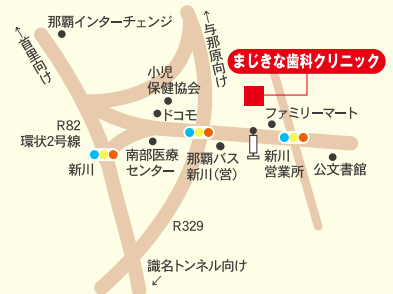 那覇インターチェンジ
←首里向け
←与那原向け
まじきな歯科クリニック
小児
保健協会
ドコモ
ファミリーマート
R82
環状2号線
新川
南部医療
センター
那覇バス
新川(営)
新川
営業所
公文書館
R329
識名トンネル向け
↙